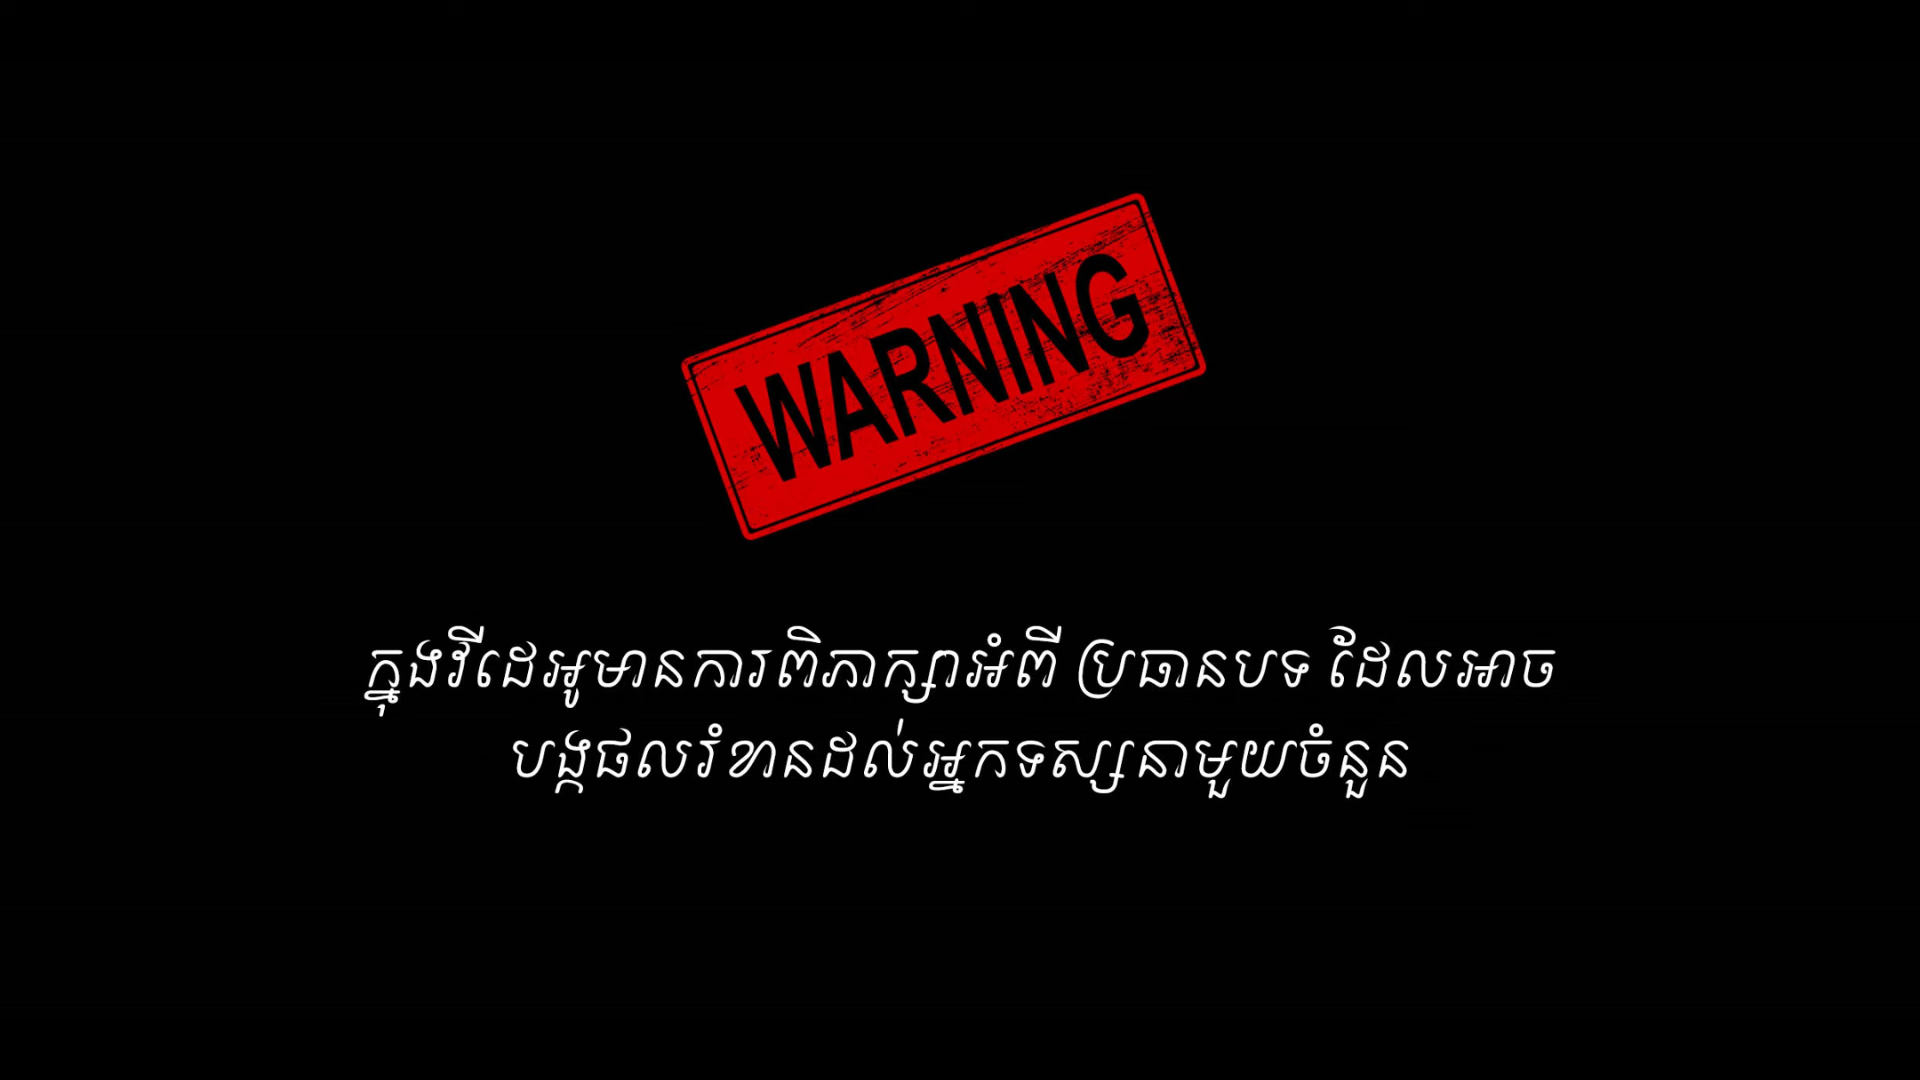 WARNING
ក្នុងវីដេអូមានការពិភាក្សាអំពី ប្រធានបទ ដែលអាច
បង្កផលរំខានដល់អ្នកទស្សនាមួយចំនួន